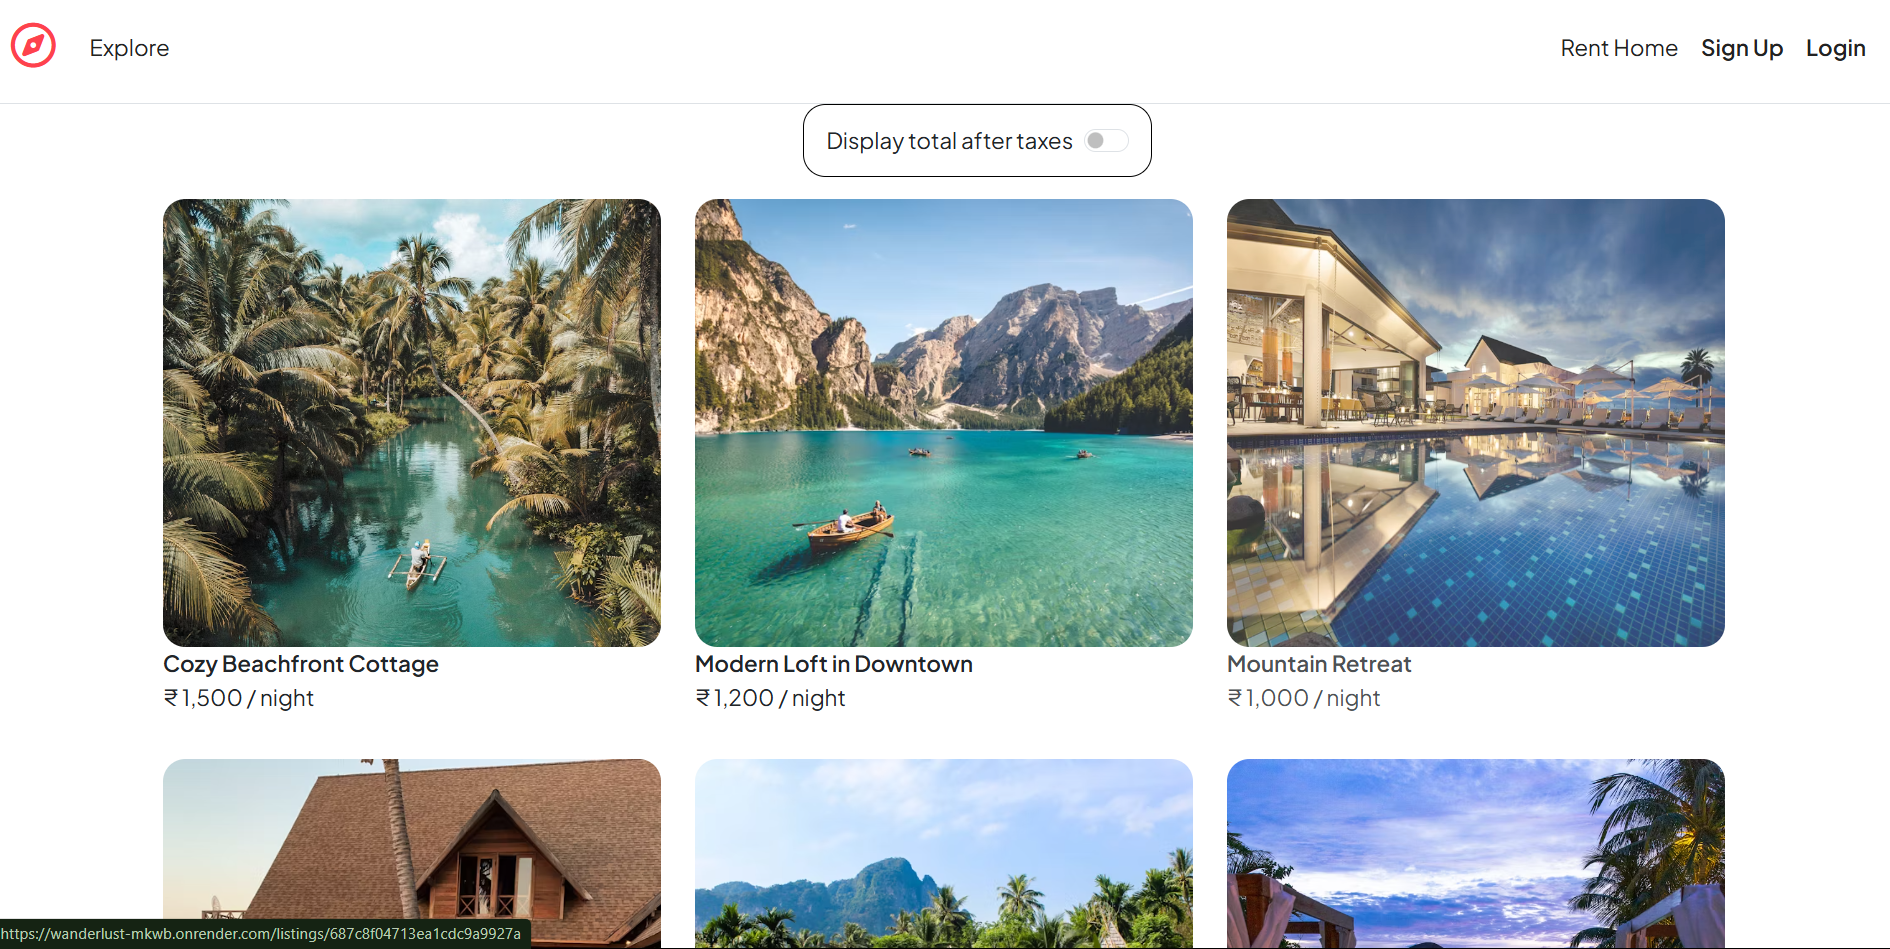 Explore
Rent Home
Sign Up
Login
Display total after taxes
Cozy Beachfront Cottage
₹1,500 / night
Modern Loft in Downtown
₹1,200 / night
Mountain Retreat
₹1,000 / night
https://wanderlust-mkwb.onrender.com/listings/687c8f04713ea1cdc9a9927a